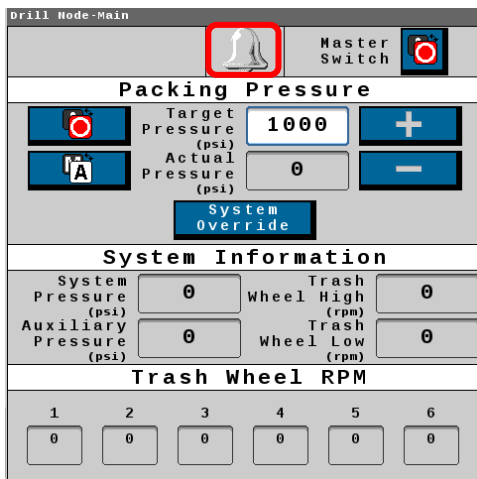 Drill Node-Main
Master
Switch
Packing Pressure
Target
Pressure
(psi)
1000
+
Actual
Pressure
(psi)
0
−
A
System
Override
System Information
System
Pressure
(psi)
0
Trash
Wheel High
(rpm)
0
Auxiliary
Pressure
(psi)
0
Trash
Wheel Low
(rpm)
0
Trash Wheel RPM
1 2 3 4 5 6
0 0 0 0 0 0